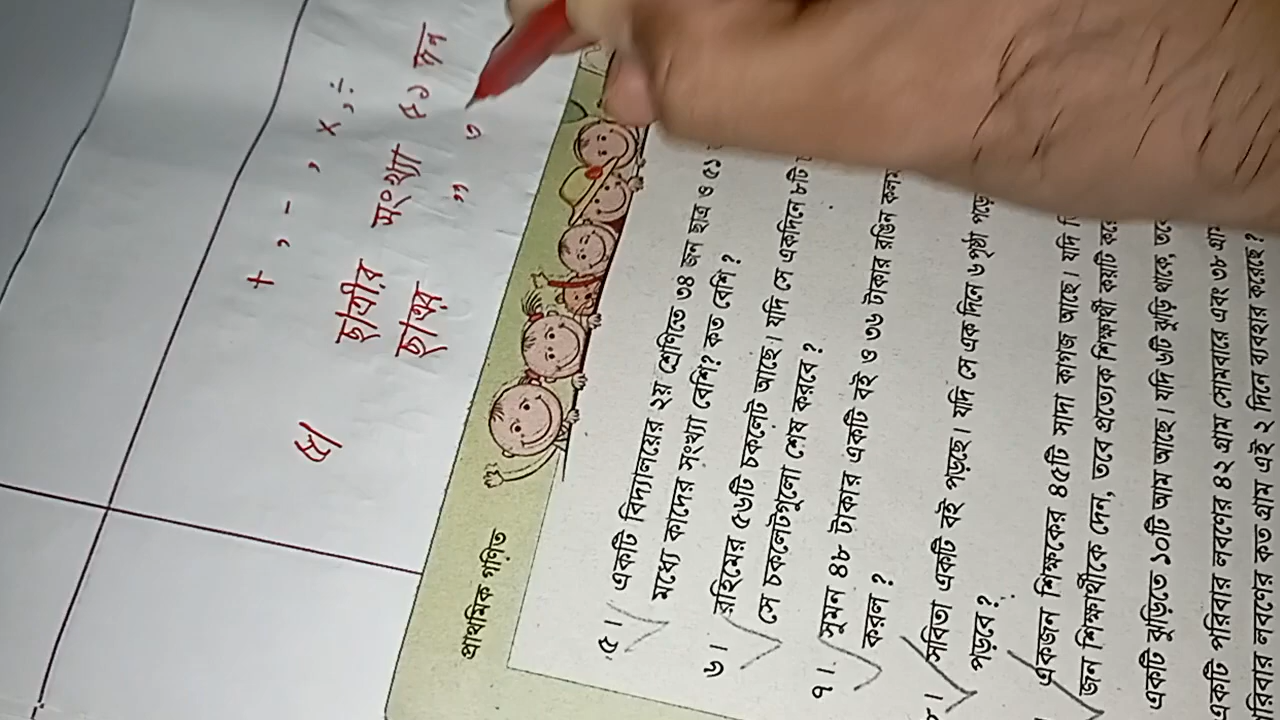 + , - , × , ÷
৫।
ছাত্রীর সংখ্যা ৫১ জন
ছাত্রের " ৩
প্রাথমিক গণিত
৫। একটি বিদ্যালয়ের ২য় শ্রেণিতে ৩৪ জন ছাত্র ও ৫১
মধ্যে কাদের সংখ্যা বেশি? কত বেশি?
৬। রহিমের ৫৬টি চকলেট আছে। যদি সে একদিনে ৮টি
সে চকলেটগুলো শেষ করবে?
৭। সুমন ৪৮ টাকার একটি বই ও ৩৬ টাকার রঙিন
করল?
৮। সবিতা একটি বই পড়ছে। যদি সে এক দিনে ৬ পৃষ্ঠা
পড়বে?
একজন শিক্ষকের ৪৫টি সাদা কাগজ আছে। যদি
জন শিক্ষার্থীকে দেন, তবে প্রত্যেক শিক্ষার্থী কয়টি
একটি ঝুড়িতে ১০টি আম আছে। যদি ৬টি ঝুড়ি থাকে,
একটি পরিবার লবণের ৪২ গ্রাম সোমবারে এবং ৩৮
পরিবার লবণের কত গ্রাম এই ২ দিনে ব্যবহার করেছে?